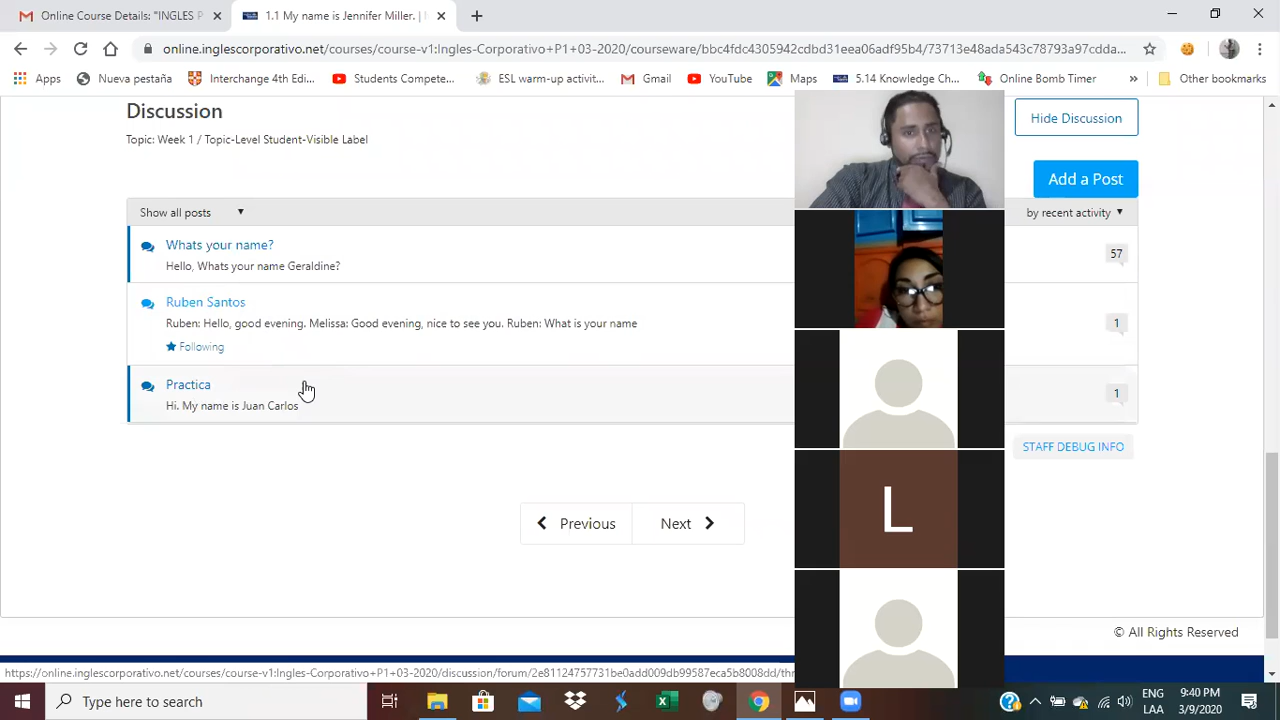 Online Course Details: "INGLES P
1.1 My name is Jennifer Miller. |
online.inglescorporativo.net/courses/course-v1:Ingles-Corporativo+P1+03-2020/courseware/bbc4fdc4305942cdbd31eea06adf95b4/73713e48ada543c78793a97cdda...
Apps
Nueva pestaña
Interchange 4th Edi...
Students Compete...
ESL warm-up activit...
Gmail
YouTube
Maps
5.14 Knowledge Ch...
Online Bomb Timer
»
Other bookmarks
Discussion
Hide Discussion
Topic: Week 1 / Topic-Level Student-Visible Label
Add a Post
Show all posts
by recent activity
Whats your name?
57
Hello, Whats your name Geraldine?
Ruben Santos
Ruben: Hello, good evening. Melissa: Good evening, nice to see you. Ruben: What is your name
1
Following
Practica
1
Hi. My name is Juan Carlos
STAFF DEBUG INFO
L
Previous
Next
© All Rights Reserved
https://online.inglescorporativo.net/courses/course-v1:Ingles-Corporativo+P1+03-2020/discussion/forum/2e81124757731be0add009db99587eca5b8008dd/thr
Type here to search
ENG
LAA
3:40 PM
3/9/2020